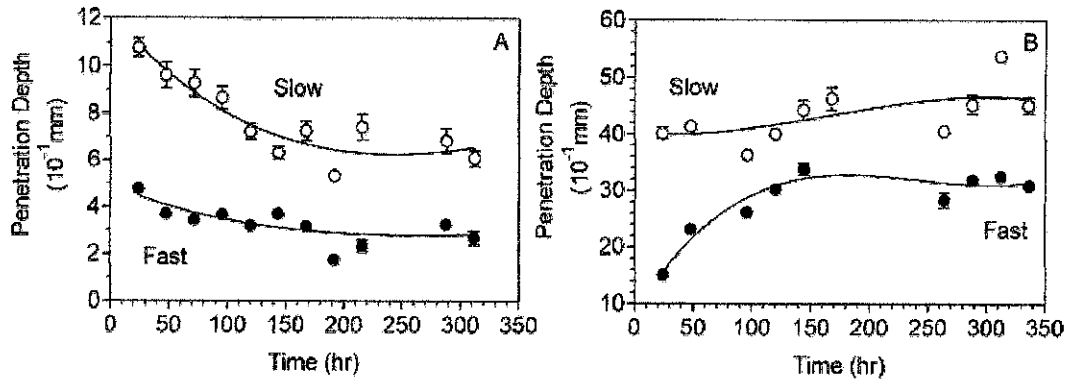 12
10
8
6
4
2
0
Penetration Depth
(10⁻¹mm)
A
Slow
Fast
0 50 100 150 200 250 300 350
Time (hr)
60
50
40
30
20
10
Penetration Depth
(10⁻¹mm)
B
Slow
Fast
0 50 100 150 200 250 300 350
Time (hr)